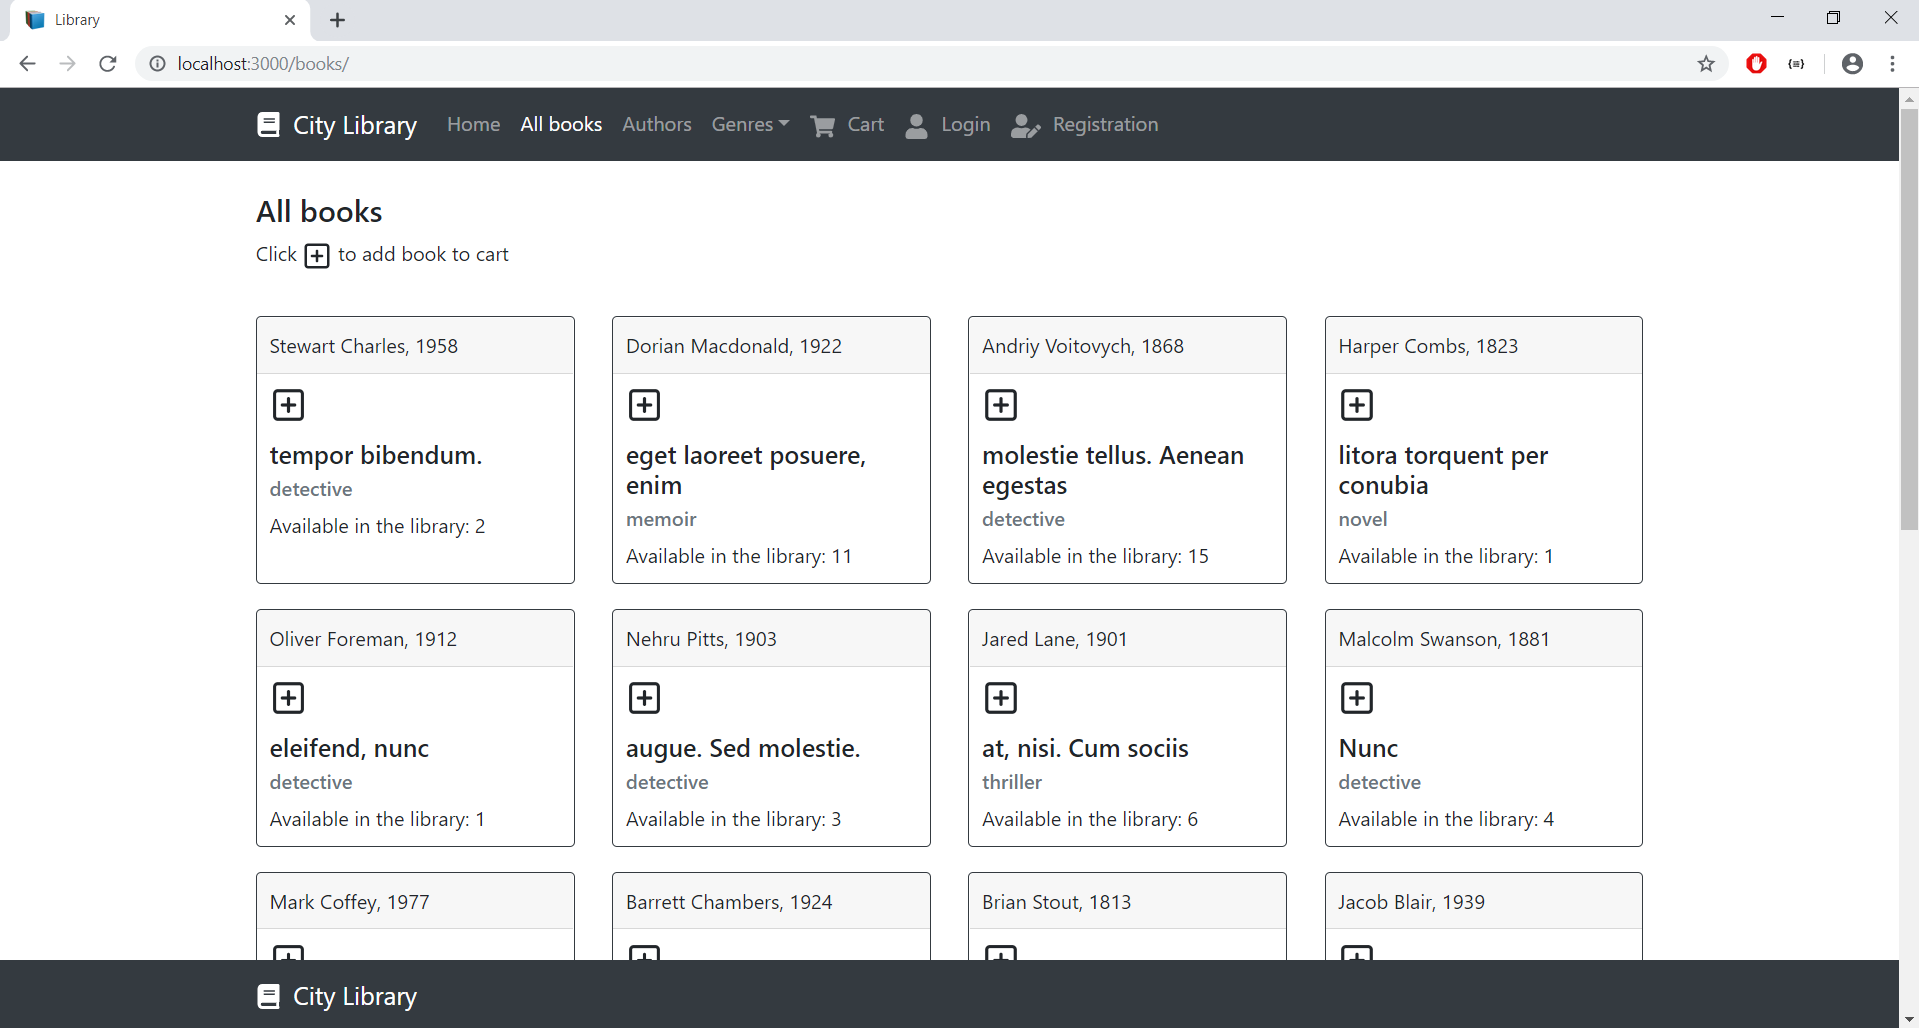 Library
localhost:3000/books/
City Library Home All books Authors Genres Cart Login Registration
All books
Click to add book to cart
Stewart Charles, 1958
tempor bibendum.
detective
Available in the library: 2
Dorian Macdonald, 1922
eget laoreet posuere,
enim
memoir
Available in the library: 11
Andriy Voitovych, 1868
molestie tellus. Aenean
egestas
detective
Available in the library: 15
Harper Combs, 1823
litora torquent per
conubia
novel
Available in the library: 1
Oliver Foreman, 1912
eleifend, nunc
detective
Available in the library: 1
Nehru Pitts, 1903
augue. Sed molestie.
detective
Available in the library: 3
Jared Lane, 1901
at, nisi. Cum sociis
thriller
Available in the library: 6
Malcolm Swanson, 1881
Nunc
detective
Available in the library: 4
Mark Coffey, 1977
Barrett Chambers, 1924
Brian Stout, 1813
Jacob Blair, 1939
City Library